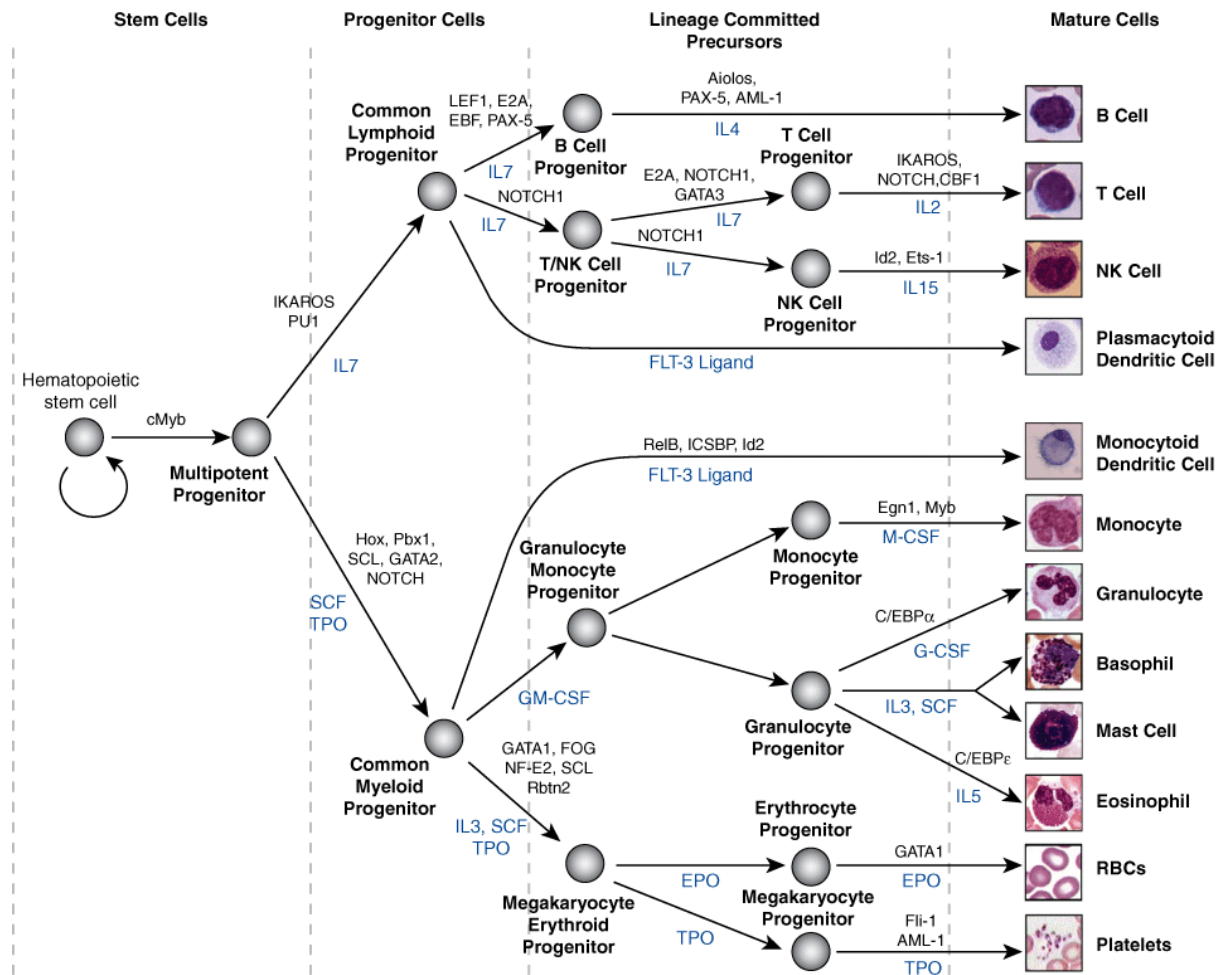 Stem Cells
Progenitor Cells
Lineage Committed
Precursors
Mature Cells
Common
Lymphoid
Progenitor
LEF1, E2A,
EBF, PAX-5
IL7
B Cell
Progenitor
Aiolos,
PAX-5, AML-1
IL4
B Cell
NOTCH1
IL7
T/NK Cell
Progenitor
E2A, NOTCH1,
GATA3
IL7
T Cell
Progenitor
IKAROS,
NOTCH,CBF1
IL2
T Cell
NOTCH1
IL7
NK Cell
Progenitor
Id2, Ets-1
IL15
NK Cell
FLT-3 Ligand
Plasmacytoid
Dendritic Cell
IKAROS
PU1
IL7
Hematopoietic
stem cell
cMyb
Multipotent
Progenitor
RelB, ICSBP, Id2
FLT-3 Ligand
Monocytoid
Dendritic Cell
Hox, Pbx1,
SCL, GATA2,
NOTCH
SCF
TPO
Common
Myeloid
Progenitor
GM-CSF
Granulocyte
Monocyte
Progenitor
Monocyte
Progenitor
Egn1, Myb
M-CSF
Monocyte
Granulocyte
Progenitor
C/EBPα
G-CSF
Granulocyte
IL3, SCF
Basophil
Mast Cell
C/EBPε
IL5
Eosinophil
GATA1, FOG
NF-E2, SCL
Rbtn2
IL3, SCF
TPO
Megakaryocyte
Erythroid
Progenitor
EPO
Erythrocyte
Progenitor
GATA1
EPO
RBCs
TPO
Megakaryocyte
Progenitor
Fli-1
AML-1
TPO
Platelets